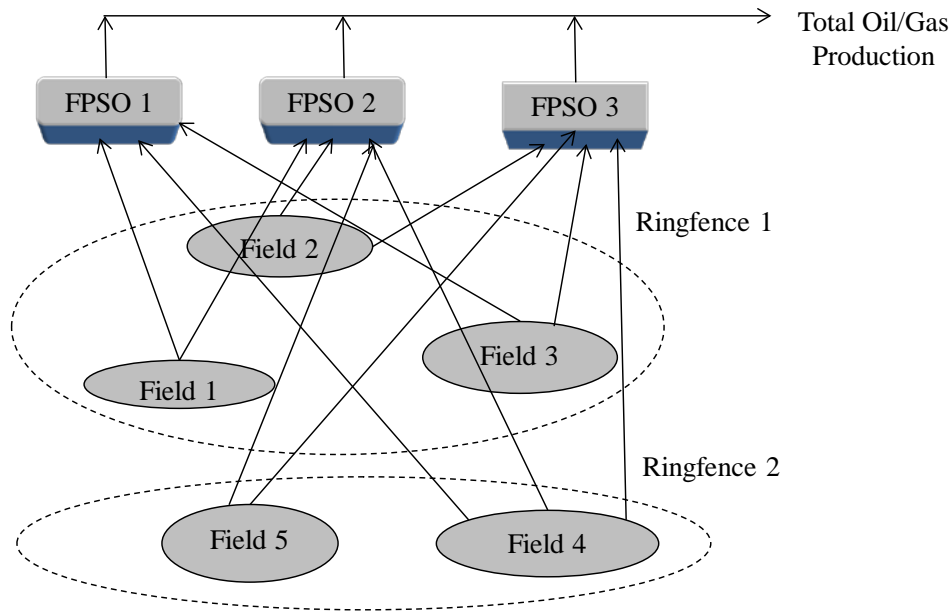 Total Oil/Gas
Production
FPSO 1
FPSO 2
FPSO 3
Ringfence 1
Field 2
Field 3
Field 1
Ringfence 2
Field 5
Field 4